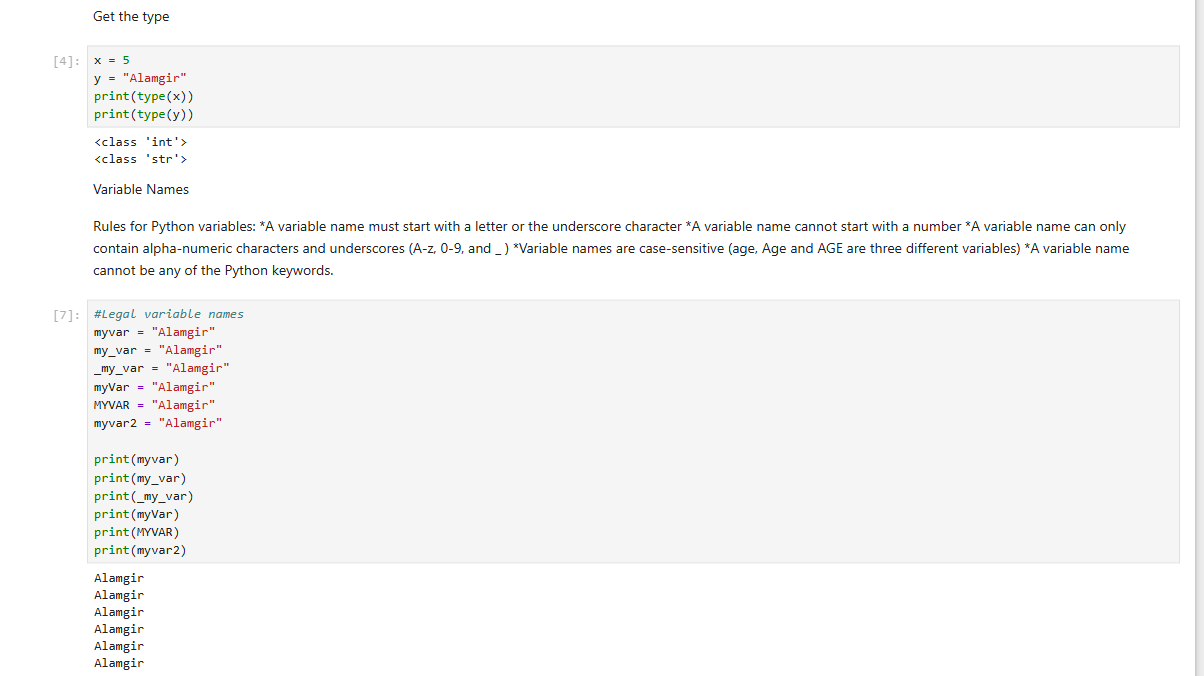 Get the type
[4]:
x = 5
y = "Alamgir"
print(type(x))
print(type(y))
<class 'int'>
<class 'str'>
Variable Names
Rules for Python variables: *A variable name must start with a letter or the underscore character *A variable name cannot start with a number *A variable name can only
contain alpha-numeric characters and underscores (A-z, 0-9, and _ ) *Variable names are case-sensitive (age, Age and AGE are three different variables) *A variable name
cannot be any of the Python keywords.
[7]:
#Legal variable names
myvar = "Alamgir"
my_var = "Alamgir"
_my_var = "Alamgir"
myVar = "Alamgir"
MYVAR = "Alamgir"
myvar2 = "Alamgir"
print(myvar)
print(my_var)
print(_my_var)
print(myVar)
print(MYVAR)
print(myvar2)
Alamgir
Alamgir
Alamgir
Alamgir
Alamgir
Alamgir